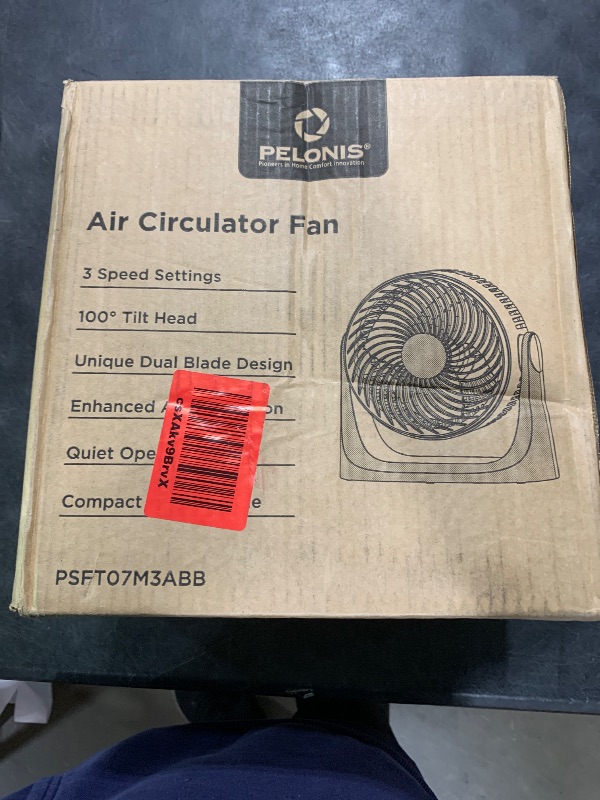 PELONIS®
Pioneers in Home Comfort Innovation
Air Circulator Fan
3 Speed Settings
100° Tilt Head
Unique Dual Blade Design
Enhanced
Quiet
Compact
csXAkv9BrvX
PSFT07M3ABB